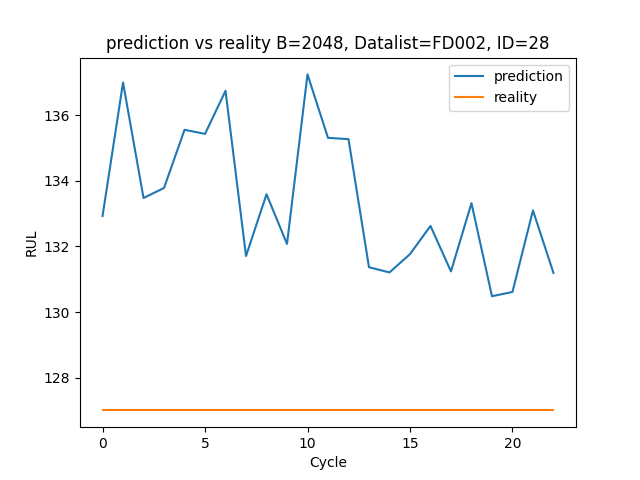 prediction vs reality B=2048, Datalist=FD002, ID=28
prediction
reality
136
134
132
130
128
RUL
0 5 10 15 20
Cycle